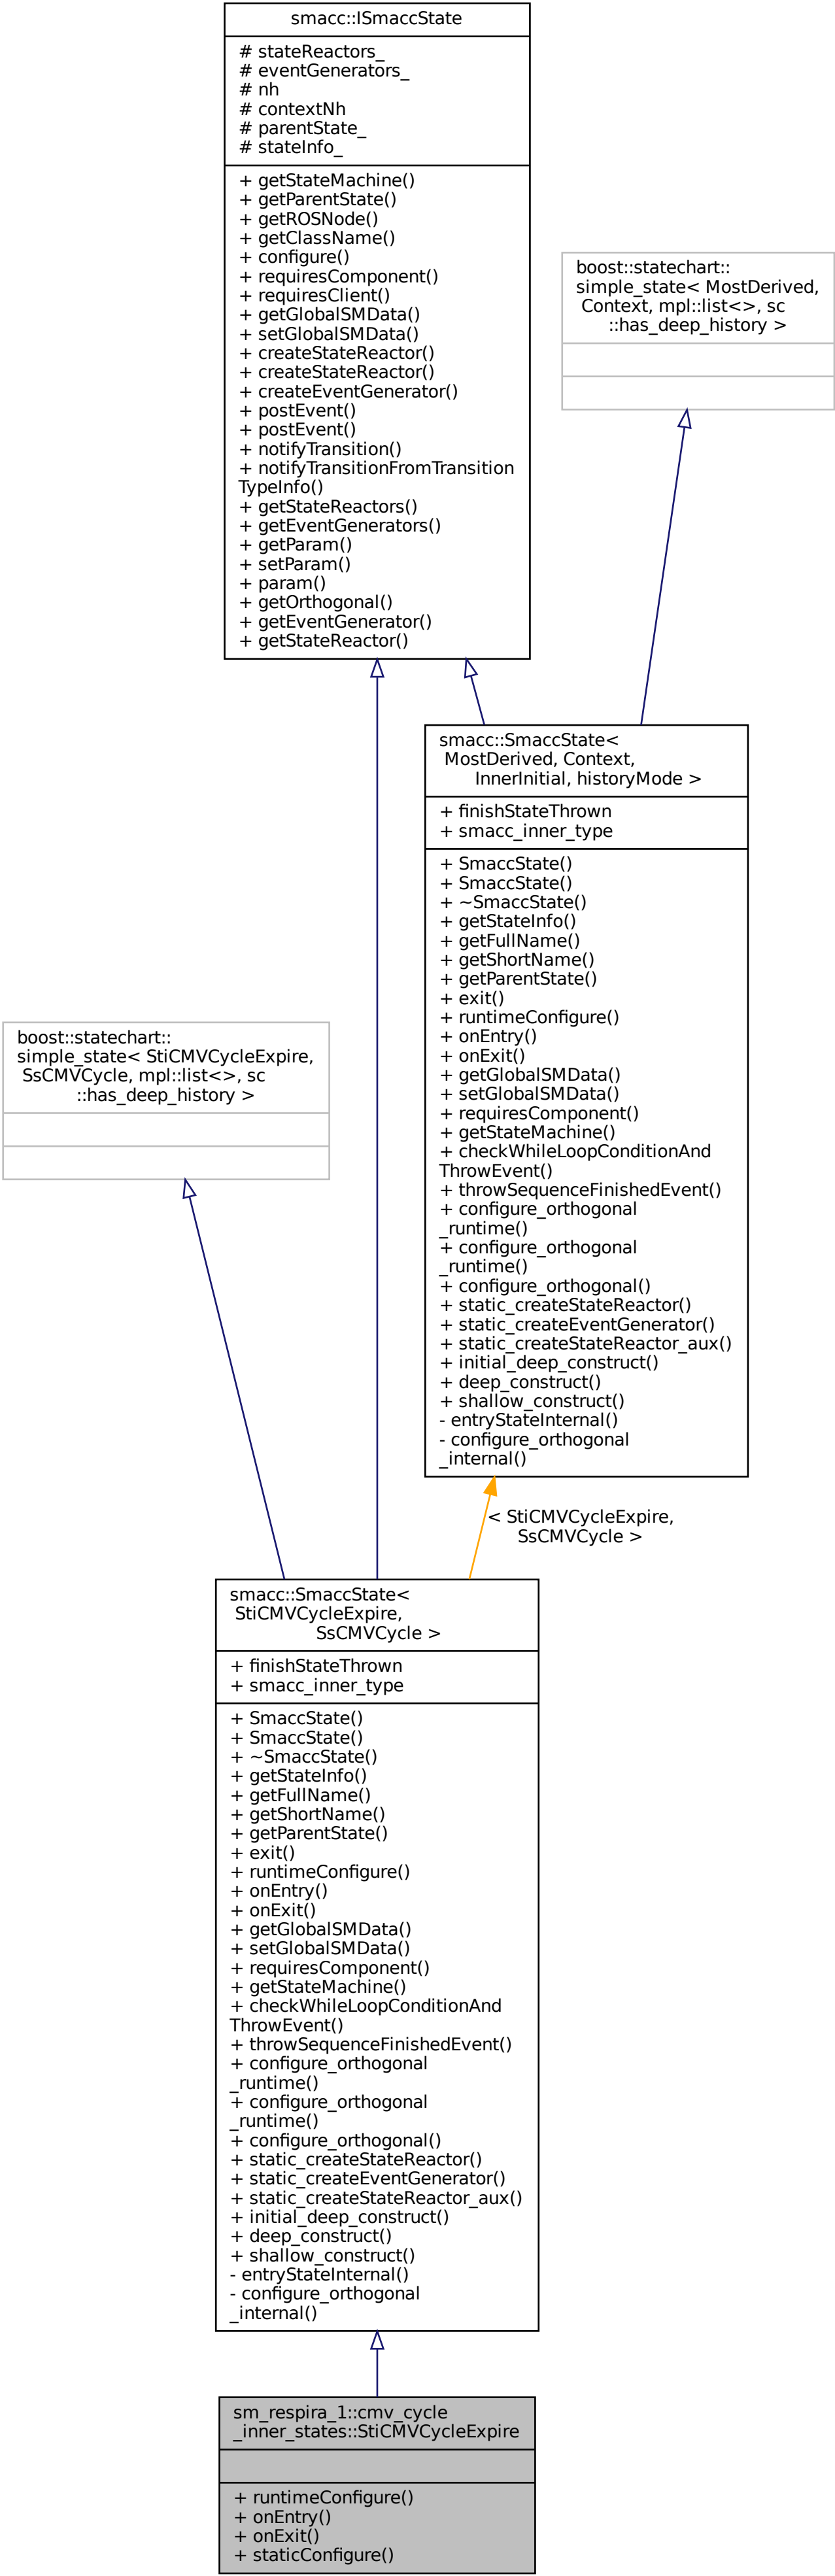 smacc::ISmaccState
# stateReactors_
# eventGenerators_
# nh
# contextNh
# parentState_
# stateInfo_
+ getStateMachine()
+ getParentState()
+ getROSNode()
+ getClassName()
+ configure()
+ requiresComponent()
+ requiresClient()
+ getGlobalSMData()
+ setGlobalSMData()
+ createStateReactor()
+ createStateReactor()
+ createEventGenerator()
+ postEvent()
+ postEvent()
+ notifyTransition()
+ notifyTransitionFromTransition
TypeInfo()
+ getStateReactors()
+ getEventGenerators()
+ getParam()
+ setParam()
+ param()
+ getOrthogonal()
+ getEventGenerator()
+ getStateReactor()
boost::statechart::
simple_state< MostDerived,
Context, mpl::list<>, sc
::has_deep_history >
smacc::SmaccState<
MostDerived, Context,
InnerInitial, historyMode >
+ finishStateThrown
+ smacc_inner_type
+ SmaccState()
+ SmaccState()
+ ~SmaccState()
+ getStateInfo()
+ getFullName()
+ getShortName()
+ getParentState()
+ exit()
+ runtimeConfigure()
+ onEntry()
+ onExit()
+ getGlobalSMData()
+ setGlobalSMData()
+ requiresComponent()
+ getStateMachine()
+ checkWhileLoopConditionAnd
ThrowEvent()
+ throwSequenceFinishedEvent()
+ configure_orthogonal
_runtime()
+ configure_orthogonal
_runtime()
+ configure_orthogonal()
+ static_createStateReactor()
+ static_createEventGenerator()
+ static_createStateReactor_aux()
+ initial_deep_construct()
+ deep_construct()
+ shallow_construct()
- entryStateInternal()
- configure_orthogonal
_internal()
boost::statechart::
simple_state< StiCMVCycleExpire,
SsCMVCycle, mpl::list<>, sc
::has_deep_history >
< StiCMVCycleExpire,
SsCMVCycle >
smacc::SmaccState<
StiCMVCycleExpire,
SsCMVCycle >
+ finishStateThrown
+ smacc_inner_type
+ SmaccState()
+ SmaccState()
+ ~SmaccState()
+ getStateInfo()
+ getFullName()
+ getShortName()
+ getParentState()
+ exit()
+ runtimeConfigure()
+ onEntry()
+ onExit()
+ getGlobalSMData()
+ setGlobalSMData()
+ requiresComponent()
+ getStateMachine()
+ checkWhileLoopConditionAnd
ThrowEvent()
+ throwSequenceFinishedEvent()
+ configure_orthogonal
_runtime()
+ configure_orthogonal
_runtime()
+ configure_orthogonal()
+ static_createStateReactor()
+ static_createEventGenerator()
+ static_createStateReactor_aux()
+ initial_deep_construct()
+ deep_construct()
+ shallow_construct()
- entryStateInternal()
- configure_orthogonal
_internal()
sm_respira_1::cmv_cycle
_inner_states::StiCMVCycleExpire
+ runtimeConfigure()
+ onEntry()
+ onExit()
+ staticConfigure()